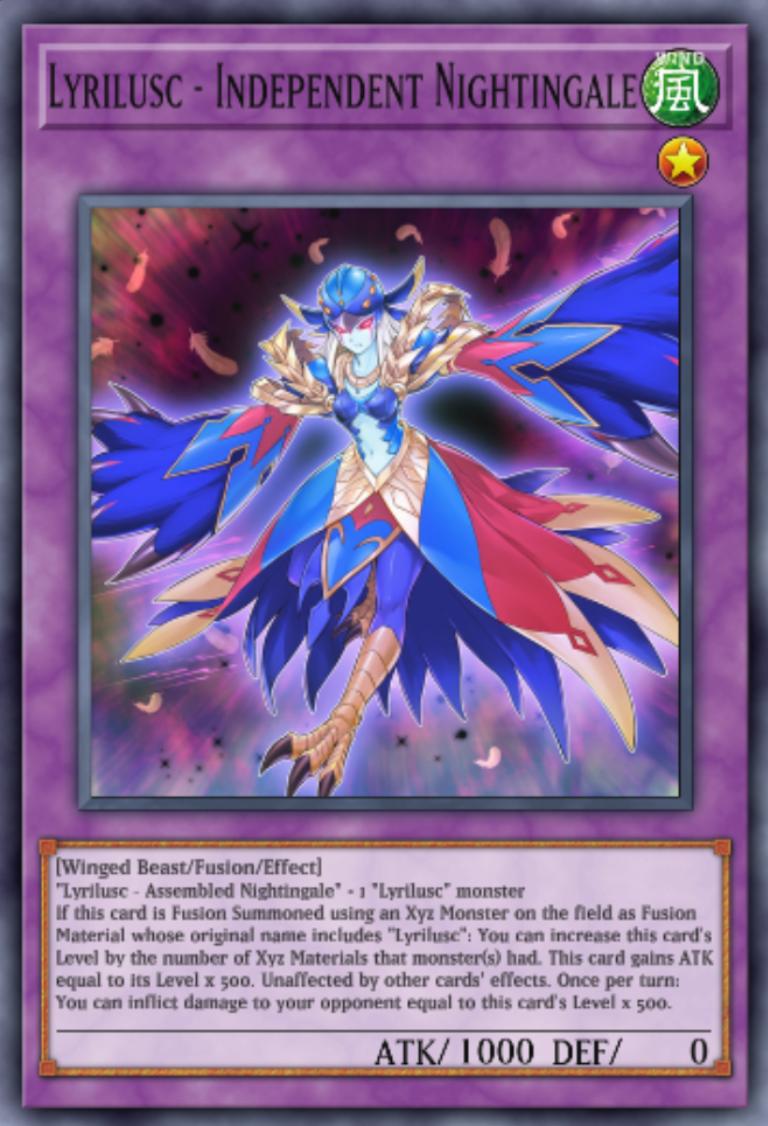 Lyrilusc - Independent Nightingale
WIND
風
[Winged Beast/Fusion/Effect]
"Lyrilusc - Assembled Nightingale" - 1 "Lyrilusc" monster
If this card is Fusion Summoned using an Xyz Monster on the field as Fusion
Material whose original name includes "Lyrilusc": You can increase this card's
Level by the number of Xyz Materials that monster(s) had. This card gains ATK
equal to its Level x 500. Unaffected by other cards' effects. Once per turn:
You can inflict damage to your opponent equal to this card's Level x 500.
ATK/ 1000 DEF/ 0